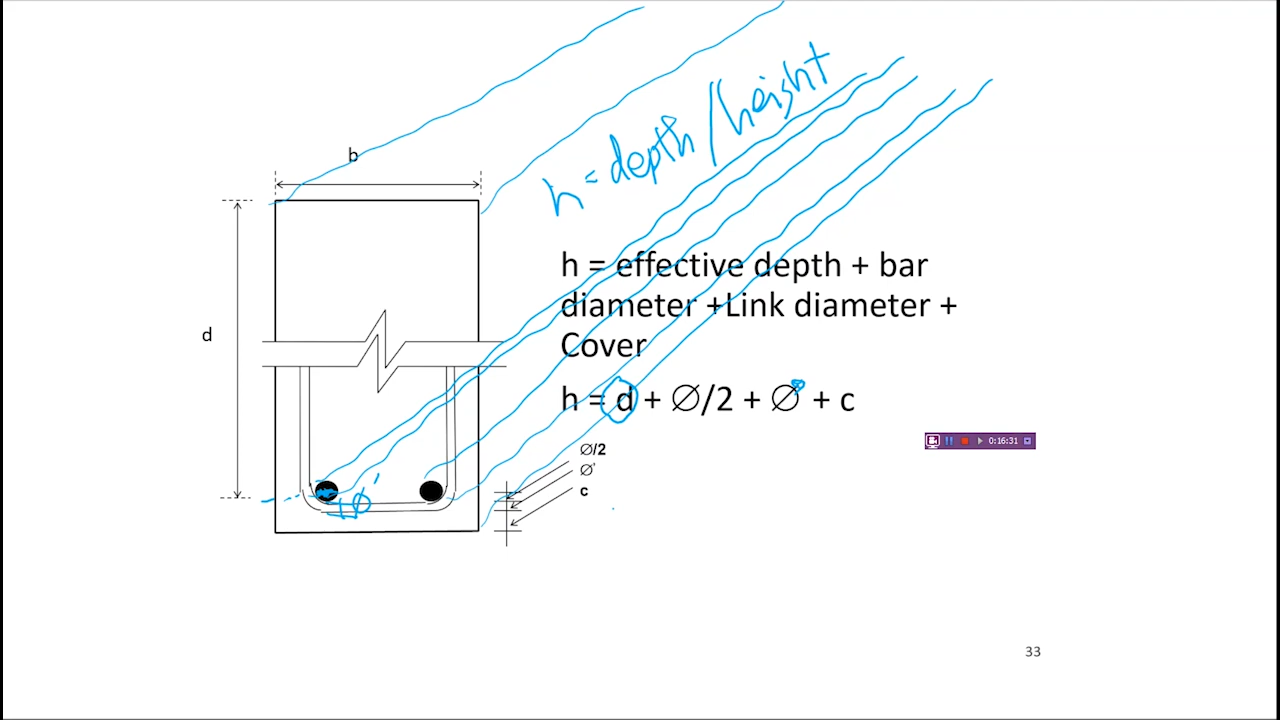 h = depth/height
b
h = effective depth + bar
diameter +Link diameter +
Cover
d
h = d + ∅/2 + ∅' + c
∅/2
∅'
c
∅'
0:16:31
33